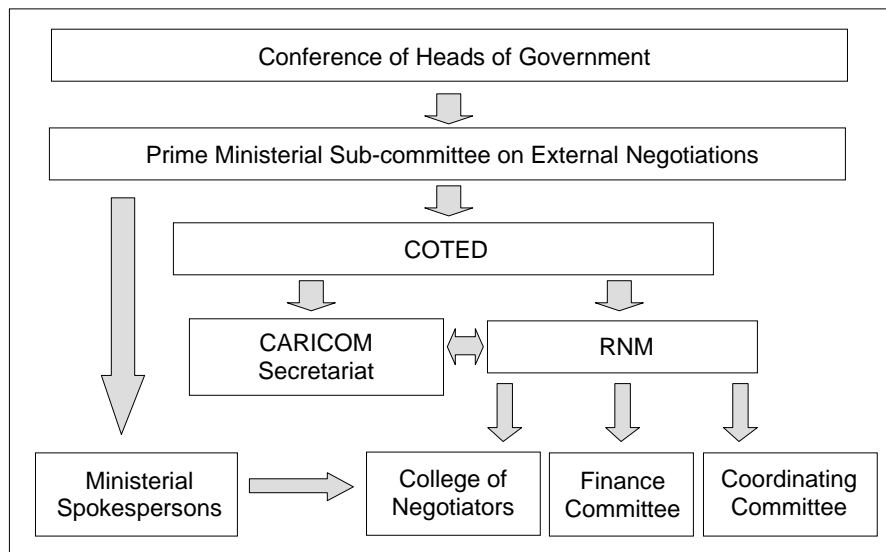 Conference of Heads of Government
Prime Ministerial Sub-committee on External Negotiations
COTED
CARICOM
Secretariat
RNM
Ministerial
Spokespersons
College of
Negotiators
Finance
Committee
Coordinating
Committee